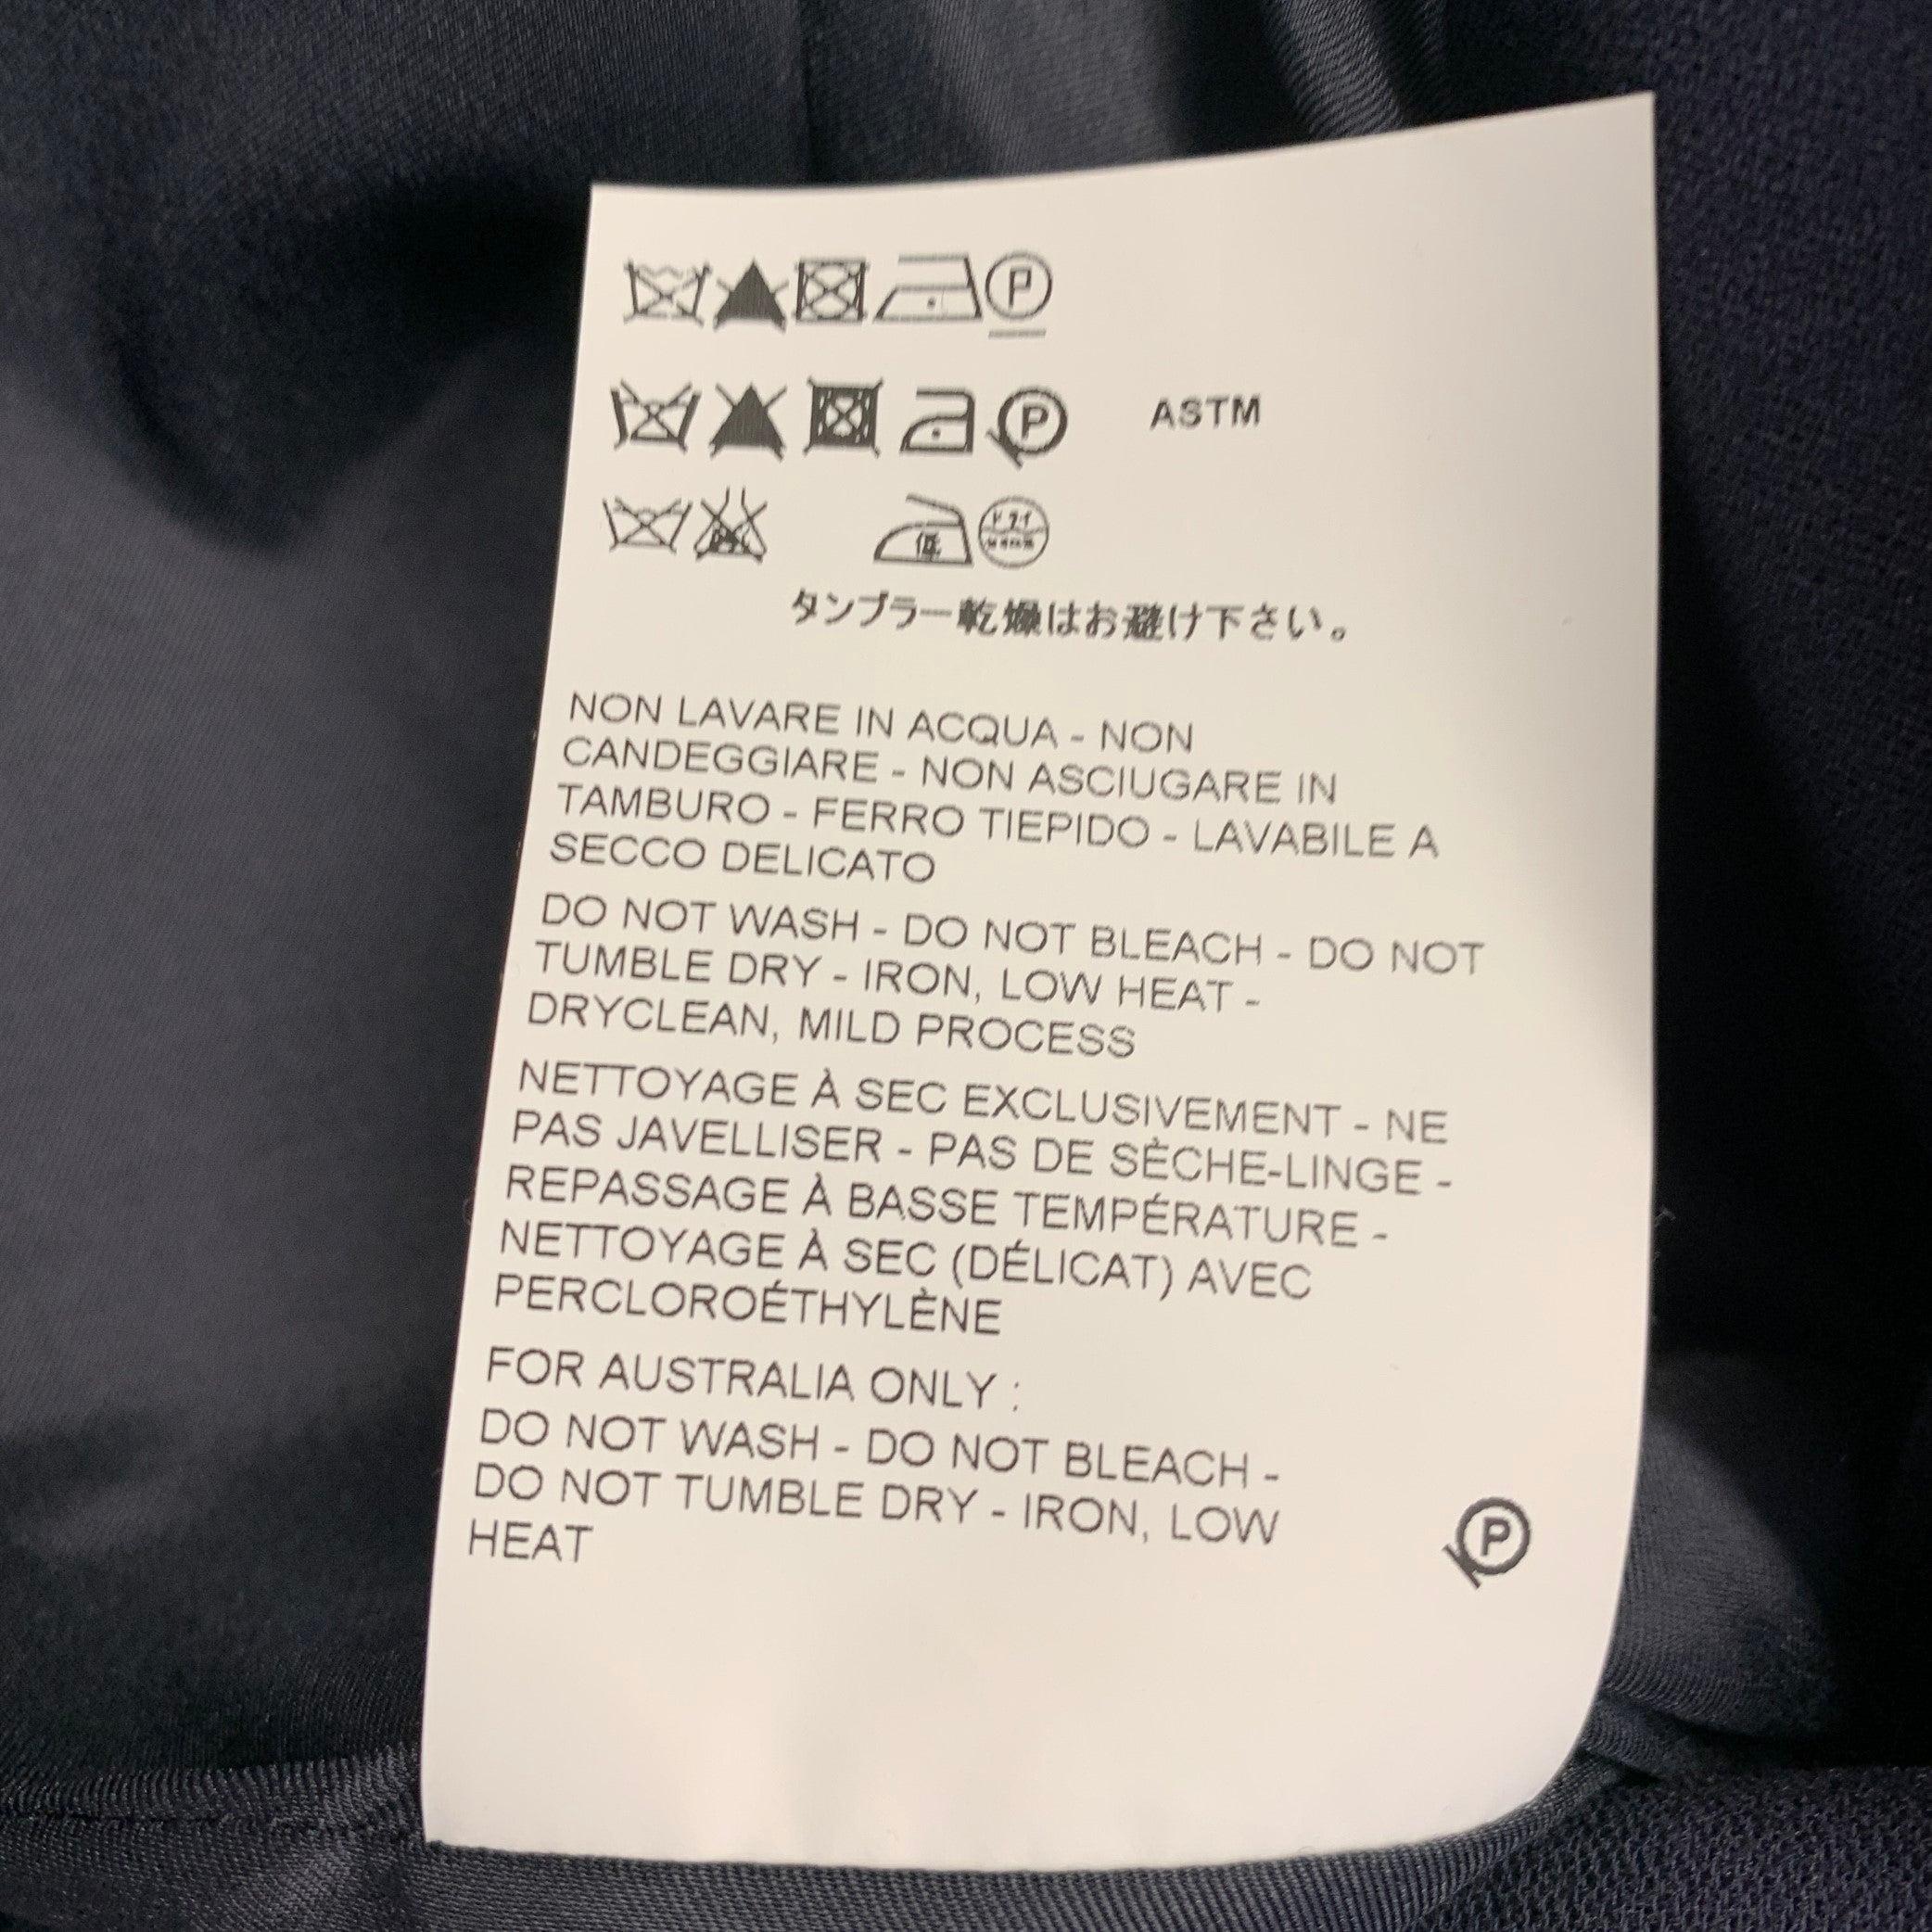 P
P ASTM
低 ドライ
タンブラー乾燥はお避け下さい。
NON LAVARE IN ACQUA - NON
CANDEGGIARE - NON ASCIUGARE IN
TAMBURO - FERRO TIEPIDO - LAVABILE A
SECCO DELICATO
DO NOT WASH - DO NOT BLEACH - DO NOT
TUMBLE DRY - IRON, LOW HEAT -
DRYCLEAN, MILD PROCESS
NETTOYAGE À SEC EXCLUSIVEMENT - NE
PAS JAVELLISER - PAS DE SÈCHE-LINGE -
REPASSAGE À BASSE TEMPÉRATURE -
NETTOYAGE À SEC (DÉLICAT) AVEC
PERCLOROÉTHYLÈNE
FOR AUSTRALIA ONLY :
DO NOT WASH - DO NOT BLEACH -
DO NOT TUMBLE DRY - IRON, LOW
HEAT
P